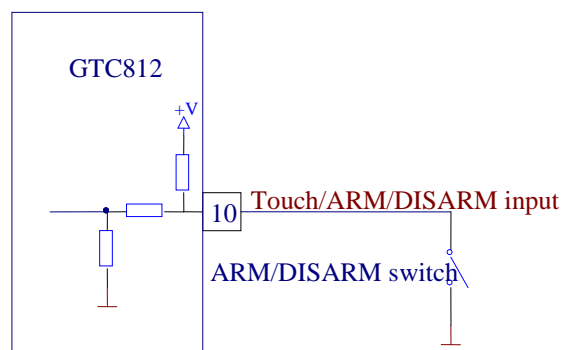 GTC812
+V
10
Touch/ARM/DISARM input
ARM/DISARM switch